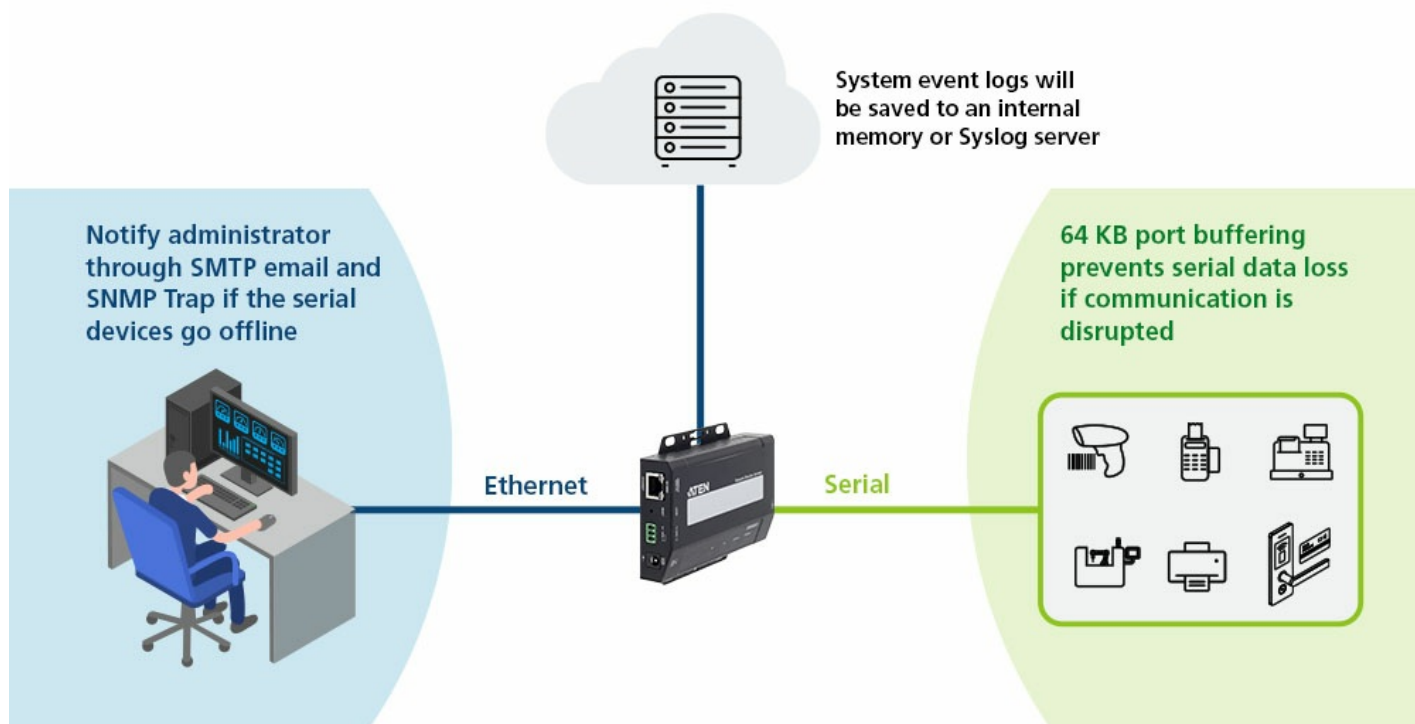 System event logs will
be saved to an internal
memory or Syslog server
Notify administrator
through SMTP email and
SNMP Trap if the serial
devices go offline
64 KB port buffering
prevents serial data loss
if communication is
disrupted
Ethernet
Serial
ATEN